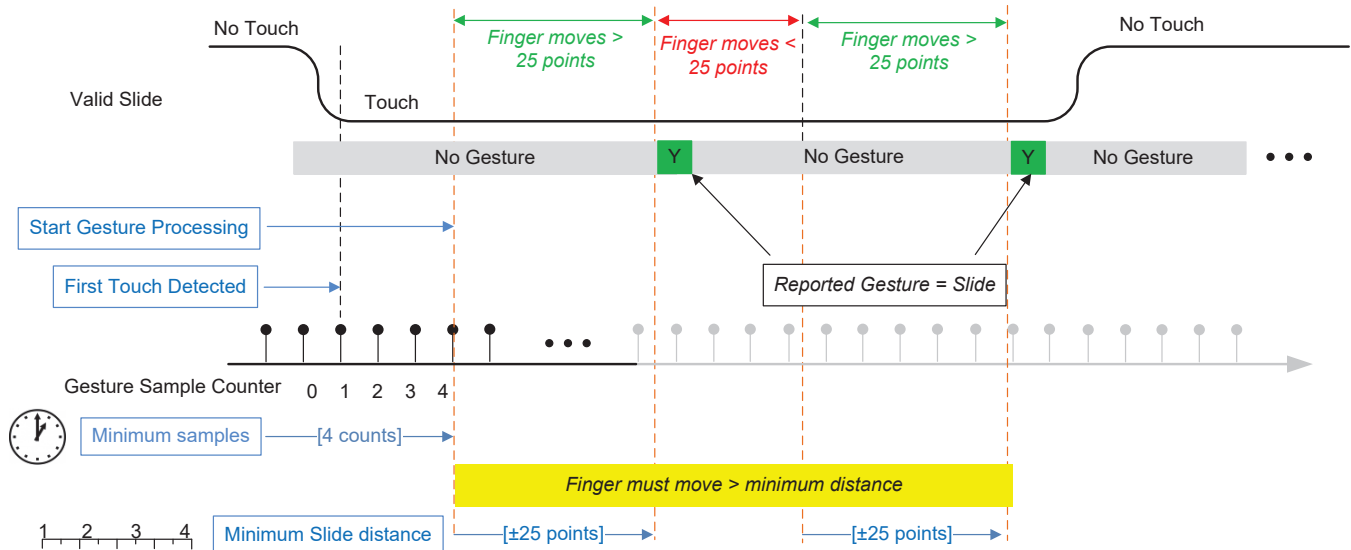 No Touch
Finger moves >
25 points
Finger moves <
25 points
Finger moves >
25 points
No Touch
Valid Slide
Touch
No Gesture
Y
No Gesture
Y
No Gesture
Start Gesture Processing
First Touch Detected
Reported Gesture = Slide
Gesture Sample Counter
0 1 2 3 4
Minimum samples
[4 counts]
Finger must move > minimum distance
1 2 3 4
Minimum Slide distance
[±25 points]
[±25 points]